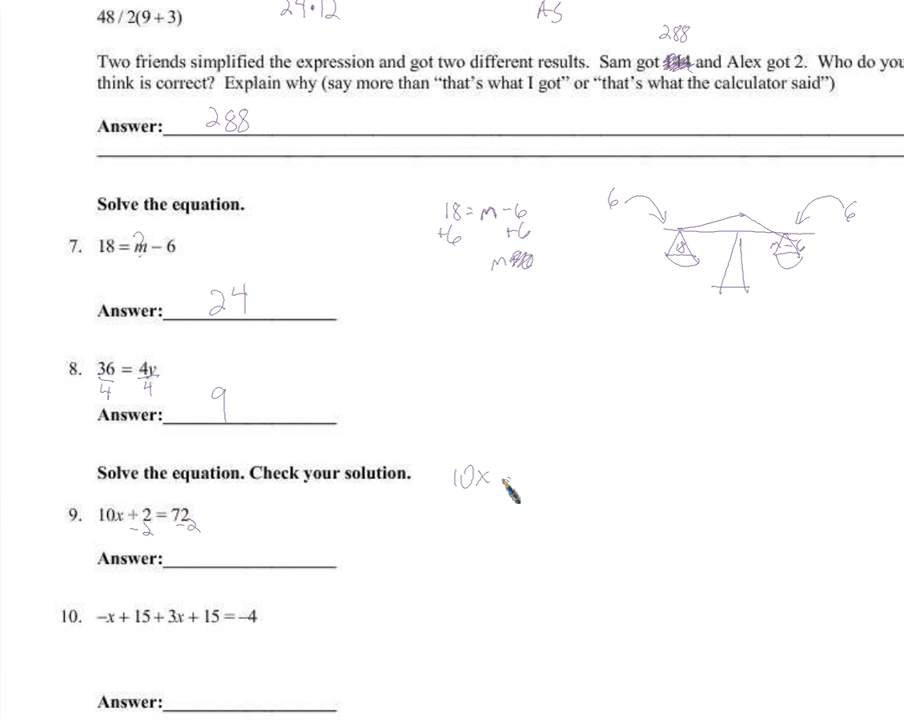 24•12 AS
48 / 2(9 + 3)
288
Two friends simplified the expression and got two different results. Sam got and Alex got 2. Who do you
think is correct? Explain why (say more than “that’s what I got” or “that’s what the calculator said”)
Answer: 288
Solve the equation.
18 = m - 6
+6 +6
m
6 6
18 m-6
7. 18 = m − 6
Answer: 24
8. 36 = 4y
4 4
Answer: 9
Solve the equation. Check your solution.
10x
9. 10x + 2 = 72
-2 -2
Answer:
10. −x + 15 + 3x + 15 = −4
Answer: